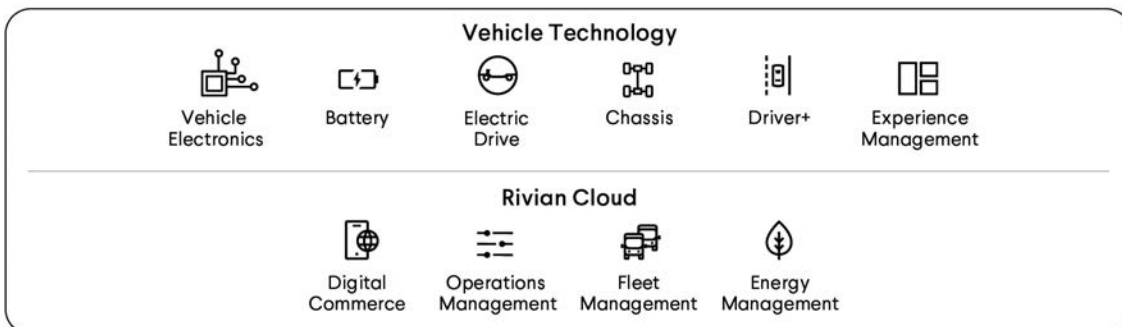 Vehicle Technology
Vehicle
Electronics
Battery
Electric
Drive
Chassis
Driver+
Experience
Management
Rivian Cloud
Digital
Commerce
Operations
Management
Fleet
Management
Energy
Management